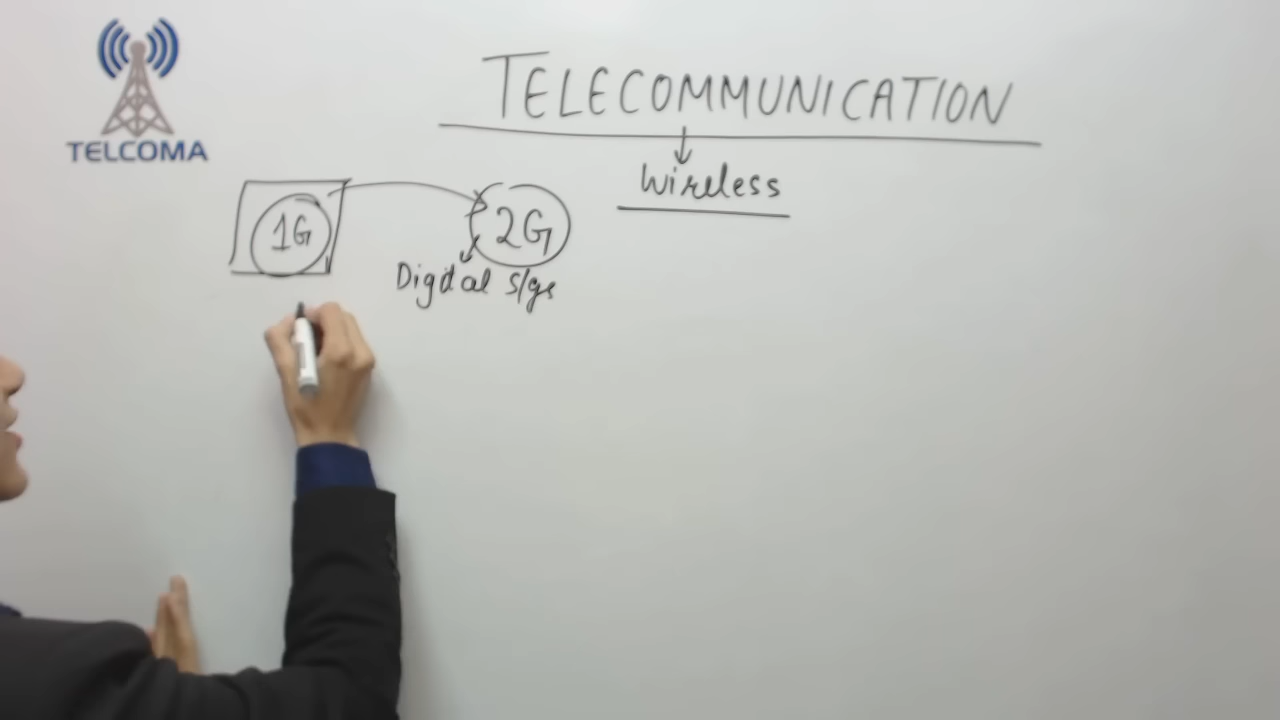 TELCOMA
TELECOMMUNICATION
Wireless
1G
2G
Digital s/gs